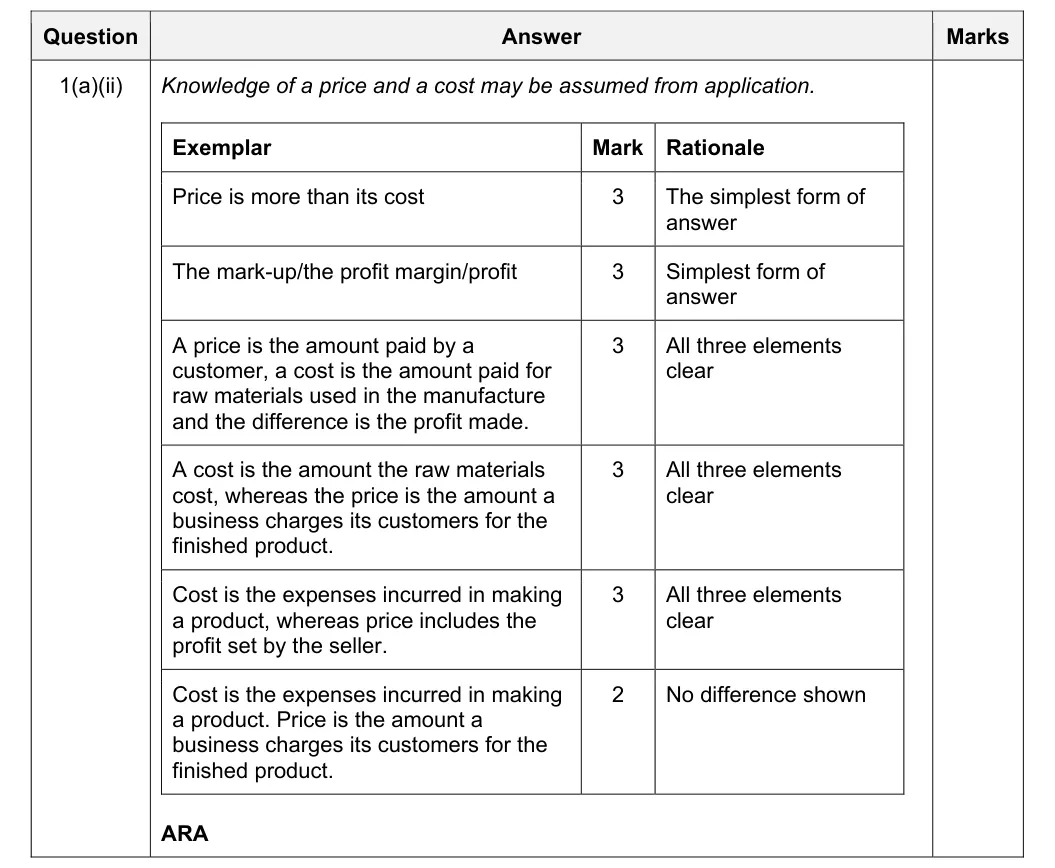 Question Answer Marks
1(a)(ii) Knowledge of a price and a cost may be assumed from application.
Exemplar Mark Rationale
Price is more than its cost 3 The simplest form of
answer
The mark-up/the profit margin/profit 3 Simplest form of
answer
A price is the amount paid by a 3 All three elements
customer, a cost is the amount paid for clear
raw materials used in the manufacture
and the difference is the profit made.
A cost is the amount the raw materials 3 All three elements
cost, whereas the price is the amount a clear
business charges its customers for the
finished product.
Cost is the expenses incurred in making 3 All three elements
a product, whereas price includes the clear
profit set by the seller.
Cost is the expenses incurred in making 2 No difference shown
a product. Price is the amount a
business charges its customers for the
finished product.
ARA